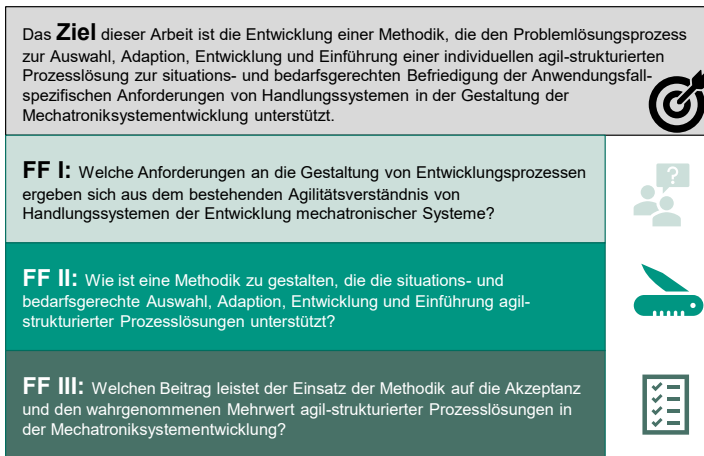 Das Ziel dieser Arbeit ist die Entwicklung einer Methodik, die den Problemlösungsprozess
zur Auswahl, Adaption, Entwicklung und Einführung einer individuellen agil-strukturierten
Prozesslösung zur situations- und bedarfsgerechten Befriedigung der Anwendungsfall-
spezifischen Anforderungen von Handlungssystemen in der Gestaltung der
Mechatroniksystementwicklung unterstützt.
FF I: Welche Anforderungen an die Gestaltung von Entwicklungsprozessen
ergeben sich aus dem bestehenden Agilitätsverständnis von
Handlungssystemen der Entwicklung mechatronischer Systeme?
?
FF II: Wie ist eine Methodik zu gestalten, die die situations- und
bedarfsgerechte Auswahl, Adaption, Entwicklung und Einführung agil-
strukturierter Prozesslösungen unterstützt?
FF III: Welchen Beitrag leistet der Einsatz der Methodik auf die Akzeptanz
und den wahrgenommenen Mehrwert agil-strukturierter Prozesslösungen in
der Mechatroniksystementwicklung?